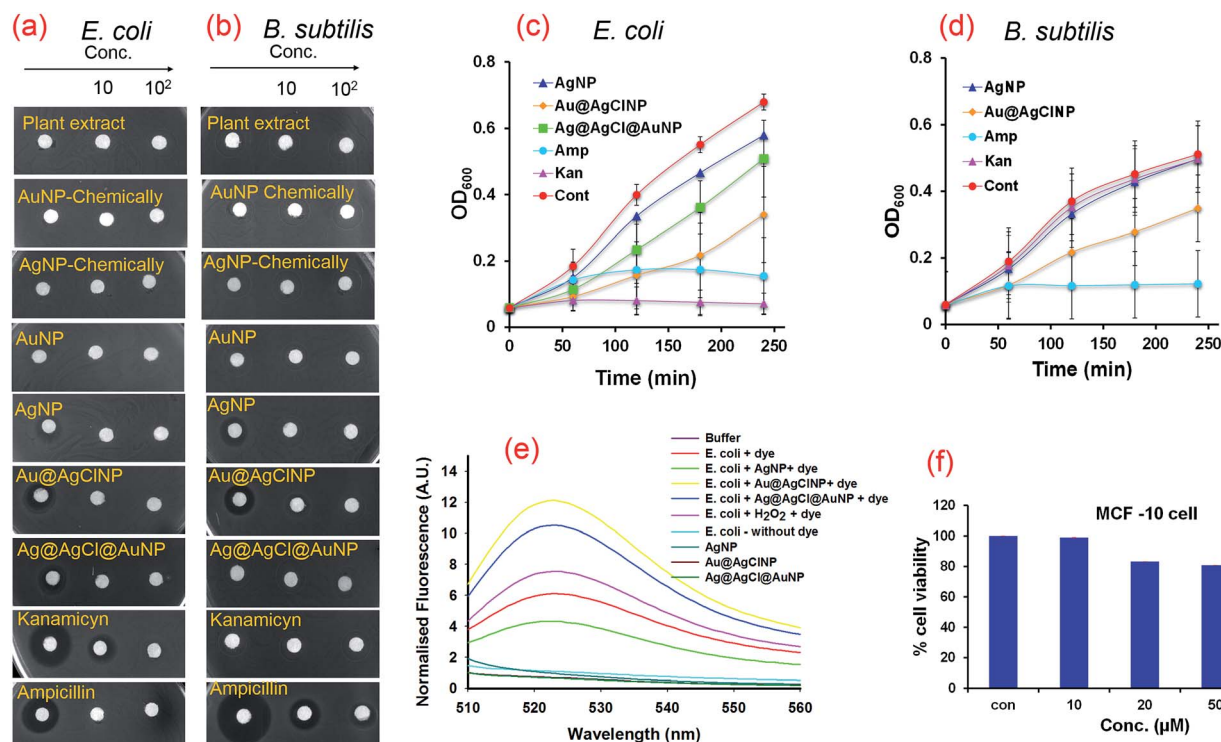 (a) E. coli
Conc.
10 10²
Plant extract
AuNP-Chemically
AgNP-Chemically
AuNP
AgNP
Au@AgClNP
Ag@AgCl@AuNP
Kanamicyn
Ampicillin
(b) B. subtilis
Conc.
10 10²
Plant extract
AuNP Chemically
AgNP-Chemically
AuNP
AgNP
Au@AgClNP
Ag@AgCl@AuNP
Kanamicyn
Ampicillin
(c) E. coli
AgNP
Au@AgClNP
Ag@AgCl@AuNP
Amp
Kan
Cont
OD600
0.8
0.6
0.4
0.2
0
0 50 100 150 200 250
Time (min)
(d) B. subtilis
AgNP
Au@AgClNP
Amp
Kan
Cont
OD600
0.8
0.6
0.4
0.2
0
0 50 100 150 200 250
Time (min)
(e)
Buffer
E. coli + dye
E. coli + AgNP+ dye
E. coli + Au@AgClNP+ dye
E. coli + Ag@AgCl@AuNP + dye
E. coli + H2O2 + dye
E. coli - without dye
AgNP
Au@AgClNP
Ag@AgCl@AuNP
Normalised Fluorescence (A.U.)
14
12
10
8
6
4
2
0
510 520 530 540 550 560
Wavelength (nm)
(f)
MCF -10 cell
% cell viability
120
100
80
60
40
20
0
con 10 20 50
Conc. (µM)